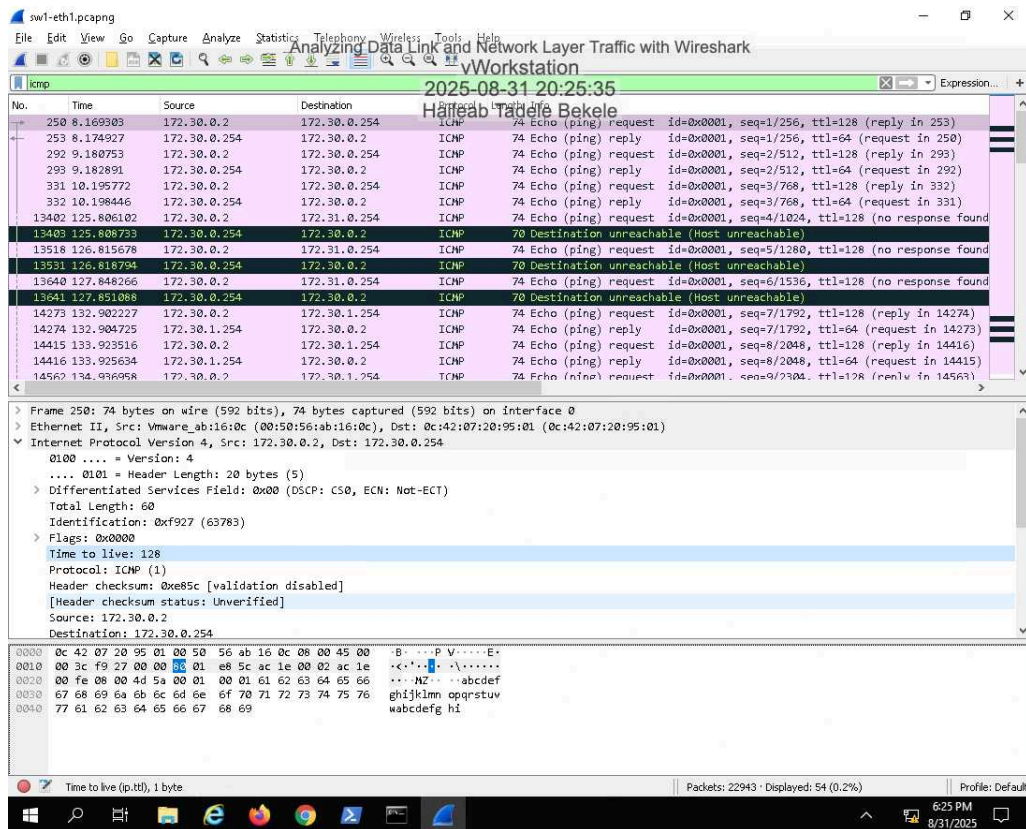 sw1-eth1.pcapng
File Edit View Go Capture Analyze Statistics Telephony Wireless Tools Help
Analyzing Data Link and Network Layer Traffic with Wireshark
vWorkstation
2025-08-31 20:25:35
Haileab Tadele Bekele
icmp Expression... +
No. Time Source Destination Protocol Length Info
250 8.169303 172.30.0.2 172.30.0.254 ICMP 74 Echo (ping) request id=0x0001, seq=1/256, ttl=128 (reply in 253)
253 8.174927 172.30.0.254 172.30.0.2 ICMP 74 Echo (ping) reply id=0x0001, seq=1/256, ttl=64 (request in 250)
292 9.180753 172.30.0.2 172.30.0.254 ICMP 74 Echo (ping) request id=0x0001, seq=2/512, ttl=128 (reply in 293)
293 9.182891 172.30.0.254 172.30.0.2 ICMP 74 Echo (ping) reply id=0x0001, seq=2/512, ttl=64 (request in 292)
331 10.195772 172.30.0.2 172.30.0.254 ICMP 74 Echo (ping) request id=0x0001, seq=3/768, ttl=128 (reply in 332)
332 10.198446 172.30.0.254 172.30.0.2 ICMP 74 Echo (ping) reply id=0x0001, seq=3/768, ttl=64 (request in 331)
13402 125.806102 172.30.0.2 172.31.0.254 ICMP 74 Echo (ping) request id=0x0001, seq=4/1024, ttl=128 (no response found
13403 125.808733 172.30.0.254 172.30.0.2 ICMP 70 Destination unreachable (Host unreachable)
13518 126.815678 172.30.0.2 172.31.0.254 ICMP 74 Echo (ping) request id=0x0001, seq=5/1280, ttl=128 (no response found
13531 126.818794 172.30.0.254 172.30.0.2 ICMP 70 Destination unreachable (Host unreachable)
13640 127.848266 172.30.0.2 172.31.0.254 ICMP 74 Echo (ping) request id=0x0001, seq=6/1536, ttl=128 (no response found
13641 127.851088 172.30.0.254 172.30.0.2 ICMP 70 Destination unreachable (Host unreachable)
14273 132.902227 172.30.0.2 172.30.1.254 ICMP 74 Echo (ping) request id=0x0001, seq=7/1792, ttl=128 (reply in 14274)
14274 132.904725 172.30.1.254 172.30.0.2 ICMP 74 Echo (ping) reply id=0x0001, seq=7/1792, ttl=64 (request in 14273)
14415 133.923516 172.30.0.2 172.30.1.254 ICMP 74 Echo (ping) request id=0x0001, seq=8/2048, ttl=128 (reply in 14416)
14416 133.925634 172.30.1.254 172.30.0.2 ICMP 74 Echo (ping) reply id=0x0001, seq=8/2048, ttl=64 (request in 14415)
14562 134.936958 172.30.0.2 172.30.1.254 ICMP 74 Echo (ping) request id=0x0001, seq=9/2304, ttl=128 (reply in 14563)
Frame 250: 74 bytes on wire (592 bits), 74 bytes captured (592 bits) on interface 0
Ethernet II, Src: Vmware_ab:16:0c (00:50:56:ab:16:0c), Dst: 0c:42:07:20:95:01 (0c:42:07:20:95:01)
Internet Protocol Version 4, Src: 172.30.0.2, Dst: 172.30.0.254
0100 .... = Version: 4
.... 0101 = Header Length: 20 bytes (5)
Differentiated Services Field: 0x00 (DSCP: CS0, ECN: Not-ECT)
Total Length: 60
Identification: 0xf927 (63783)
Flags: 0x0000
Time to live: 128
Protocol: ICMP (1)
Header checksum: 0xe85c [validation disabled]
[Header checksum status: Unverified]
Source: 172.30.0.2
Destination: 172.30.0.254
0000 0c 42 07 20 95 01 00 50 56 ab 16 0c 08 00 45 00 ·B· ···P V·····E·
0010 00 3c f9 27 00 00 80 01 e8 5c ac 1e 00 02 ac 1e ·<·'···· ·\······
0020 00 fe 08 00 4d 5a 00 01 00 01 61 62 63 64 65 66 ····MZ·· ··abcdef
0030 67 68 69 6a 6b 6c 6d 6e 6f 70 71 72 73 74 75 76 ghijklmn opqrstuv
0040 77 61 62 63 64 65 66 67 68 69 wabcdefg hi
Time to live (ip.ttl), 1 byte Packets: 22943 · Displayed: 54 (0.2%) Profile: Default
6:25 PM
8/31/2025